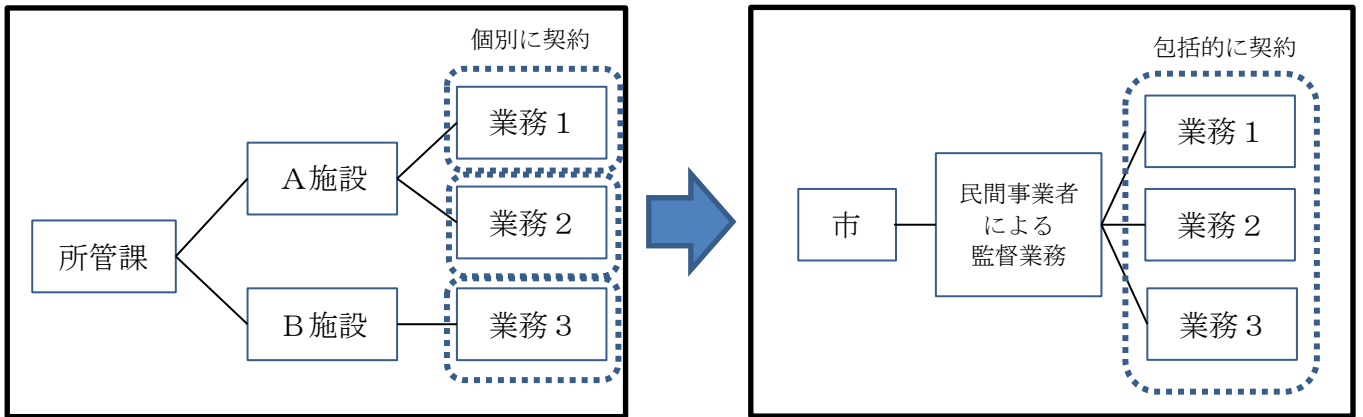 個別に契約
業務１
A施設
業務２
所管課
B施設
業務３
包括的に契約
業務１
民間事業者
による
監督業務
市
業務２
業務３